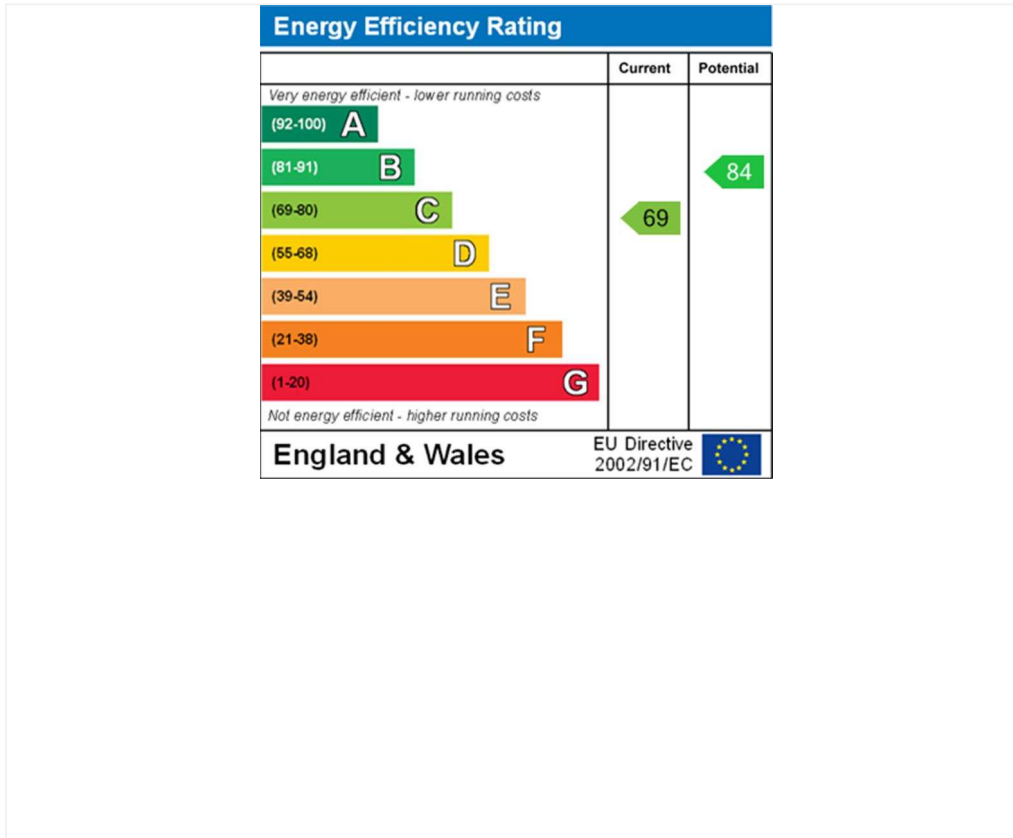 Energy Efficiency Rating
Current Potential
Very energy efficient - lower running costs
(92-100) A
(81-91) B
84
(69-80) C
69
(55-68) D
(39-54) E
(21-38) F
(1-20) G
Not energy efficient - higher running costs
England & Wales
EU Directive
2002/91/EC